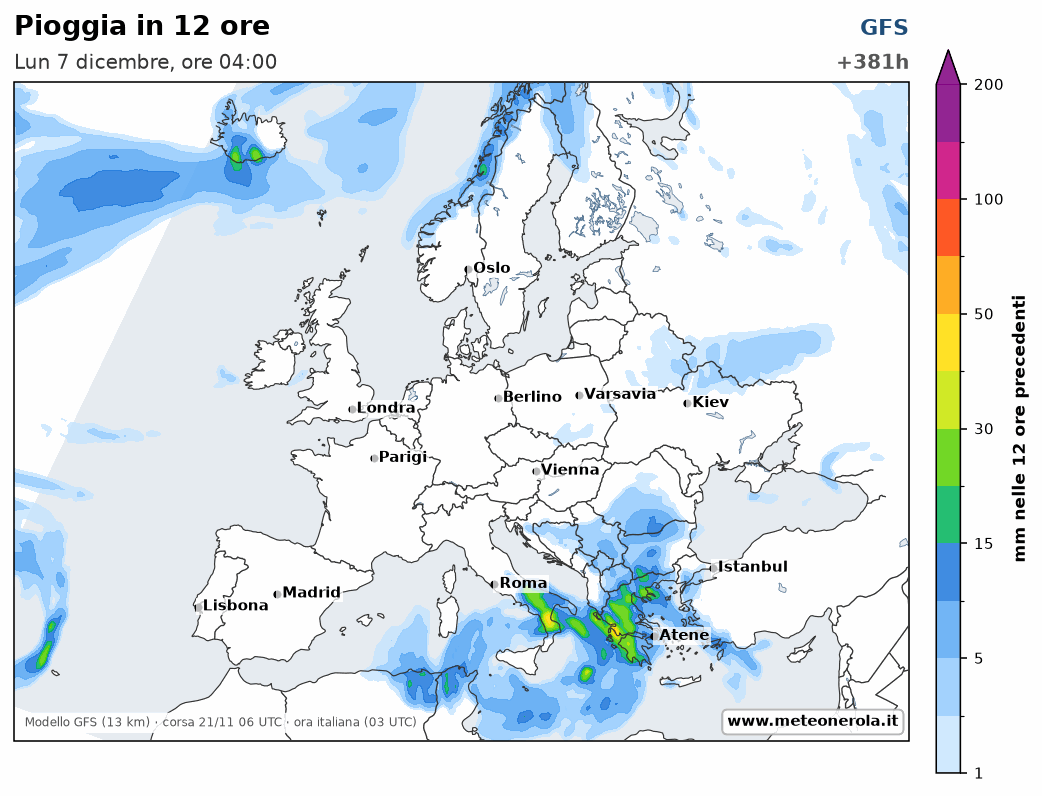 Pioggia in 12 ore
GFS
Lun 7 dicembre, ore 04:00
+381h
200
100
50
30
15
5
1
mm nelle 12 ore precedenti
Oslo
Berlino
Varsavia
Kiev
Londra
Parigi
Vienna
Istanbul
Roma
Madrid
Lisbona
Atene
Modello GFS (13 km) · corsa 21/11 06 UTC · ora italiana (03 UTC)
www.meteonerola.it